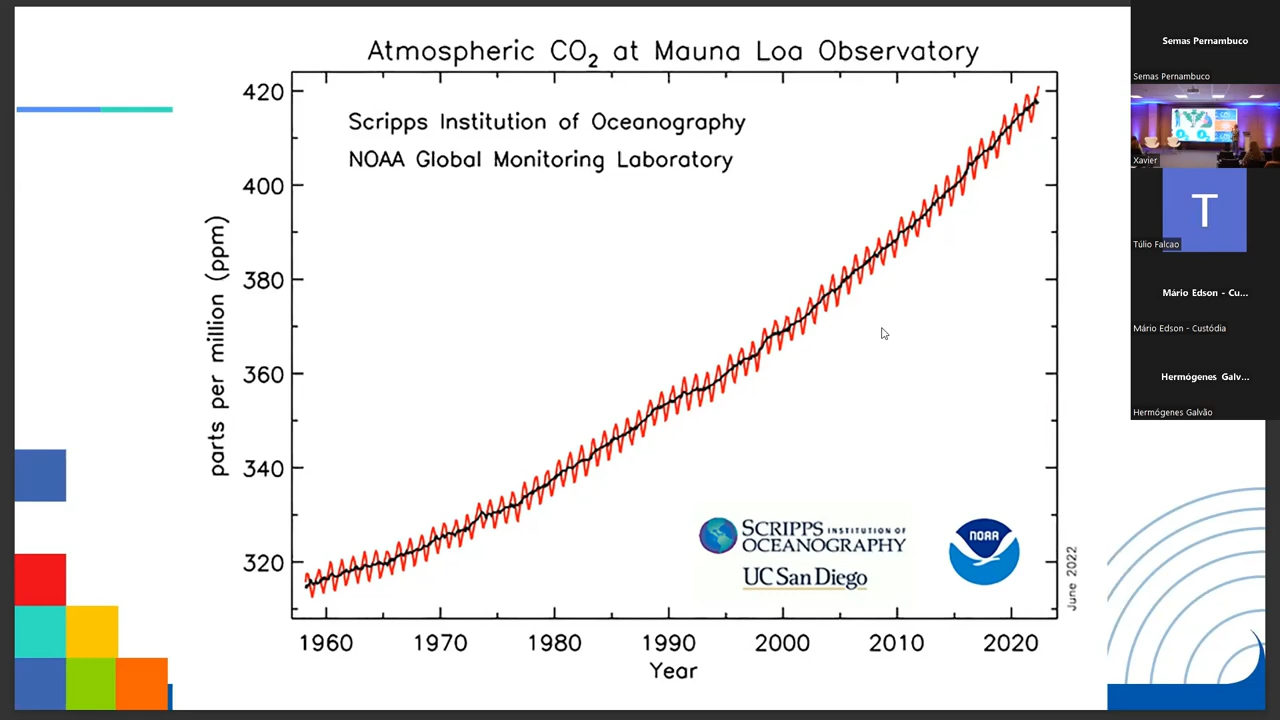 Atmospheric CO₂ at Mauna Loa Observatory
Scripps Institution of Oceanography
NOAA Global Monitoring Laboratory
parts per million (ppm)
420
400
380
360
340
320
1960 1970 1980 1990 2000 2010 2020
Year
SCRIPPS INSTITUTION OF
OCEANOGRAPHY
UC San Diego
NOAA
June 2022
Semas Pernambuco
Semas Pernambuco
Xavier
T
Túlio Falcao
Mário Edson - Cu...
Mário Edson - Custódia
Hermógenes Galv...
Hermógenes Galvão